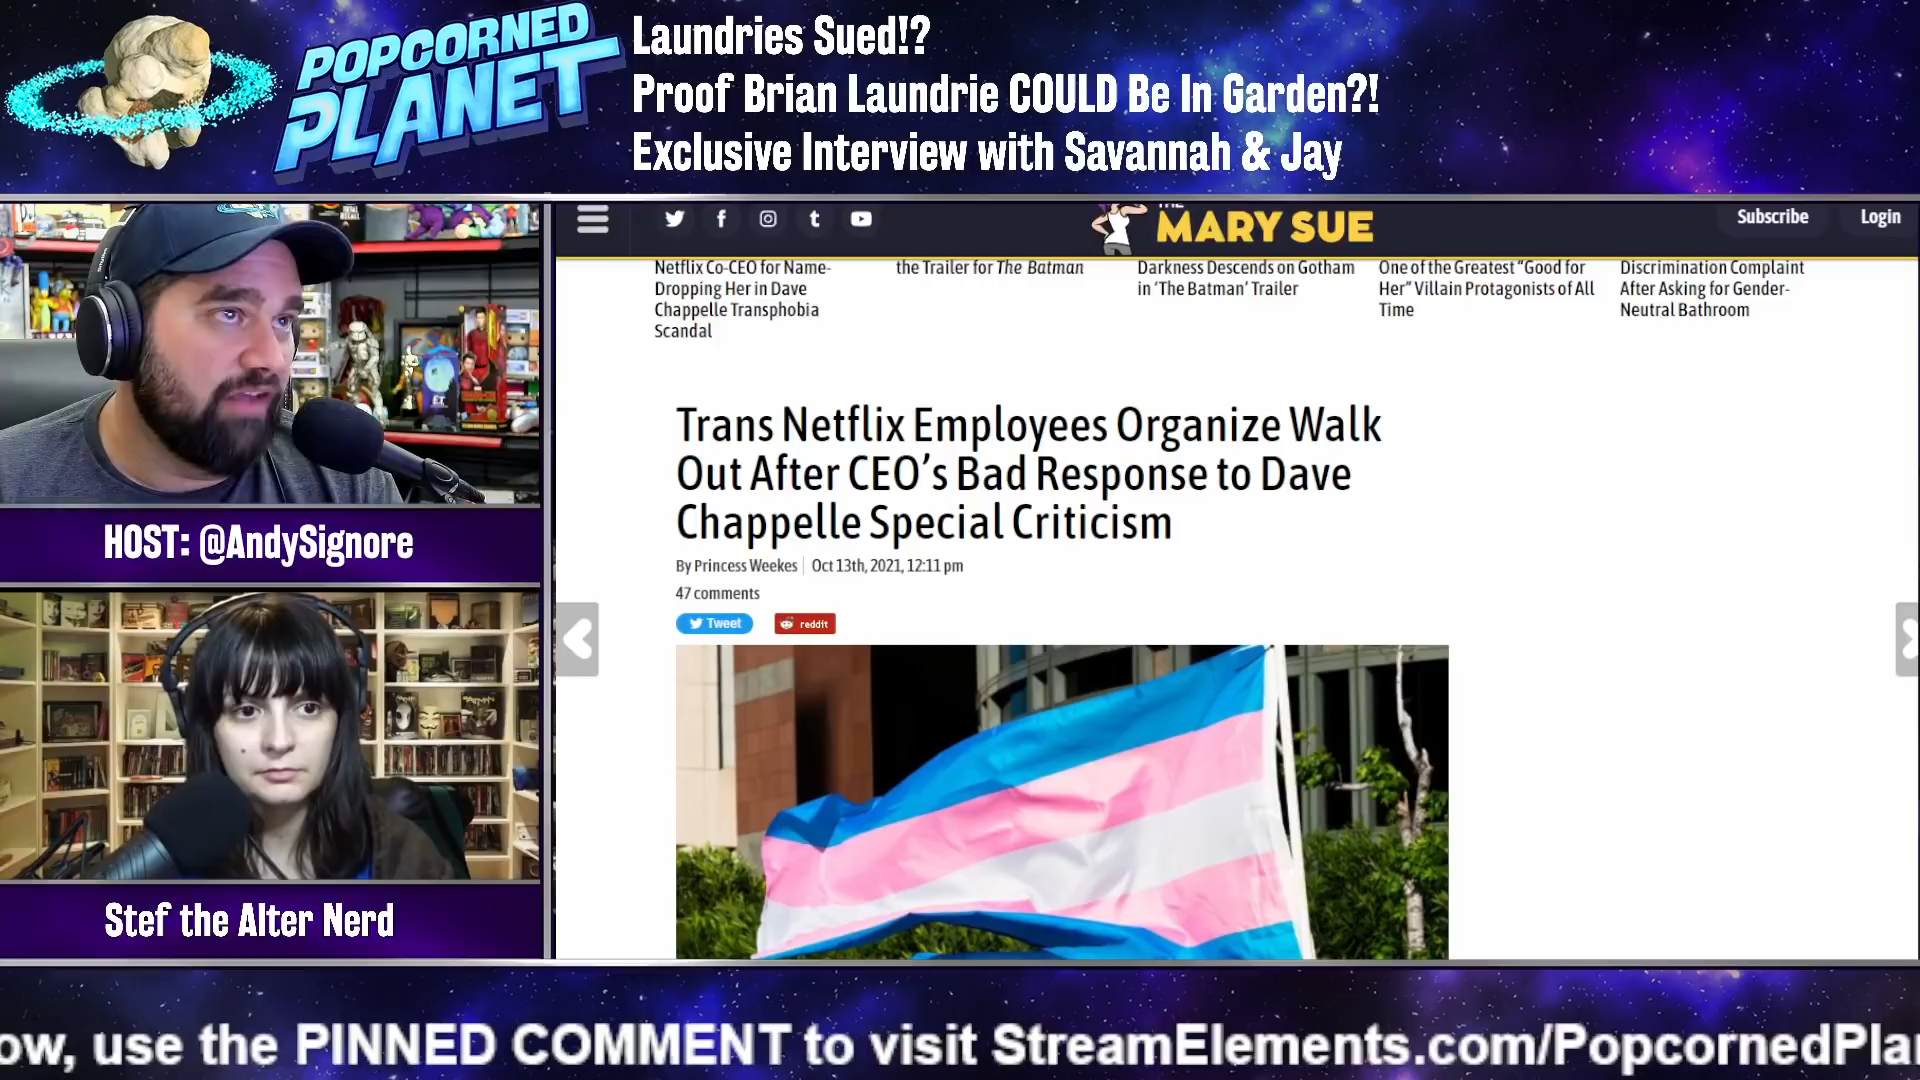 POPCORNED
PLANET
Laundries Sued!?
Proof Brian Laundrie COULD Be In Garden?!
Exclusive Interview with Savannah & Jay
HOST: @AndySignore
Stef the Alter Nerd
THE
MARY SUE
Subscribe
Login
Netflix Co-CEO for Name-
Dropping Her in Dave
Chappelle Transphobia
Scandal
the Trailer for The Batman
Darkness Descends on Gotham
in ‘The Batman’ Trailer
One of the Greatest “Good for
Her” Villain Protagonists of All
Time
Discrimination Complaint
After Asking for Gender-
Neutral Bathroom
Trans Netflix Employees Organize Walk
Out After CEO’s Bad Response to Dave
Chappelle Special Criticism
By Princess Weekes Oct 13th, 2021, 12:11 pm
47 comments
Tweet
reddit
ow, use the PINNED COMMENT to visit StreamElements.com/PopcornedPla